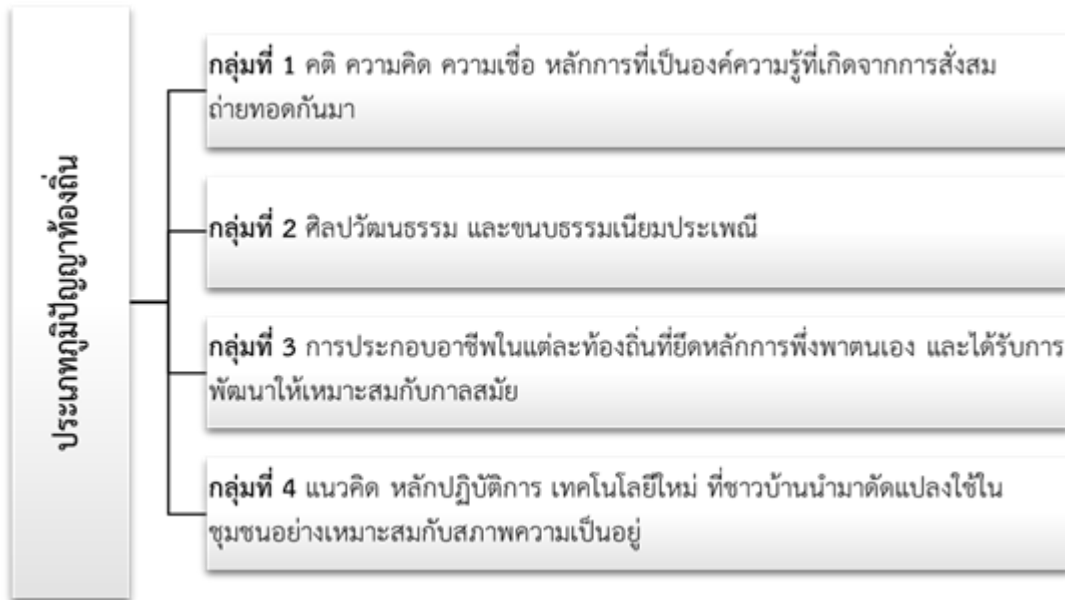 ประเภทภูมิปัญญาท้องถิ่น
กลุ่มที่ 1 คติ ความคิด ความเชื่อ หลักการที่เป็นองค์ความรู้ที่เกิดจากการสั่งสม
ถ่ายทอดกันมา
กลุ่มที่ 2 ศิลปวัฒนธรรม และขนบธรรมเนียมประเพณี
กลุ่มที่ 3 การประกอบอาชีพในแต่ละท้องถิ่นที่ยึดหลักการพึ่งพาตนเอง และได้รับการ
พัฒนาให้เหมาะสมกับกาลสมัย
กลุ่มที่ 4 แนวคิด หลักปฏิบัติการ เทคโนโลยีใหม่ ที่ชาวบ้านนำมาดัดแปลงใช้ใน
ชุมชนอย่างเหมาะสมกับสภาพความเป็นอยู่